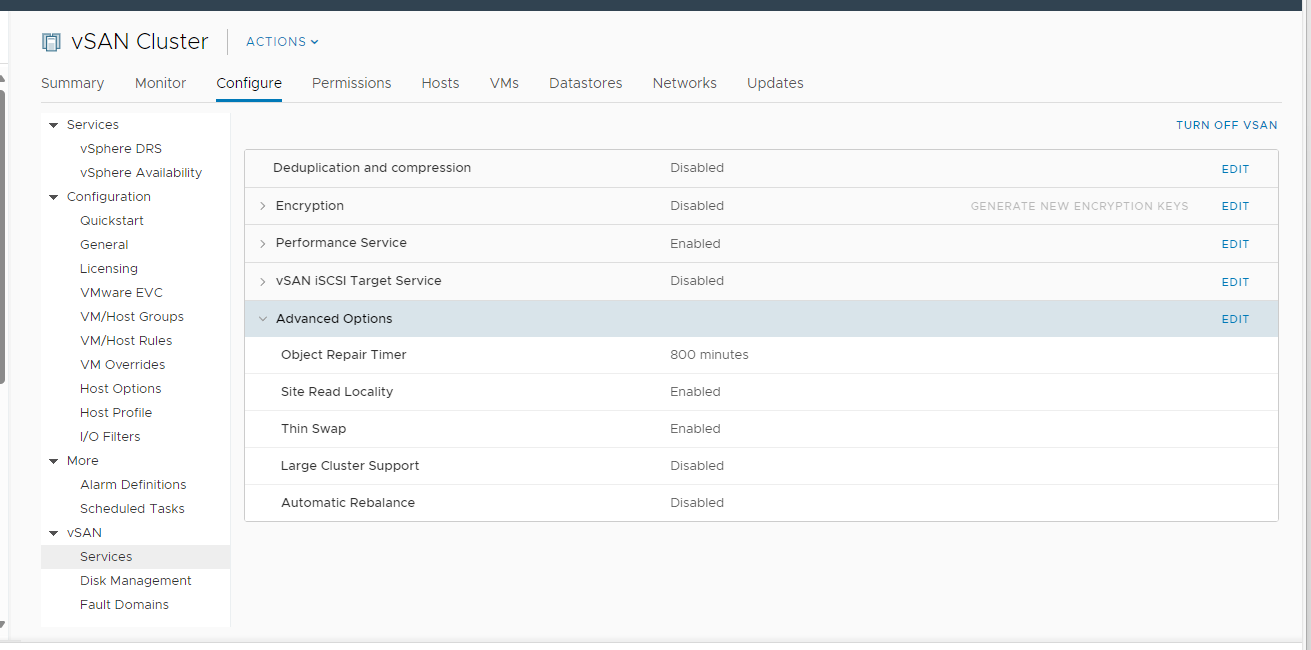 vSAN Cluster ACTIONS
Summary Monitor Configure Permissions Hosts VMs Datastores Networks Updates
Services
vSphere DRS
vSphere Availability
Configuration
Quickstart
General
Licensing
VMware EVC
VM/Host Groups
VM/Host Rules
VM Overrides
Host Options
Host Profile
I/O Filters
More
Alarm Definitions
Scheduled Tasks
vSAN
Services
Disk Management
Fault Domains
TURN OFF VSAN
Deduplication and compression Disabled EDIT
Encryption Disabled GENERATE NEW ENCRYPTION KEYS EDIT
Performance Service Enabled EDIT
vSAN iSCSI Target Service Disabled EDIT
Advanced Options EDIT
Object Repair Timer 800 minutes
Site Read Locality Enabled
Thin Swap Enabled
Large Cluster Support Disabled
Automatic Rebalance Disabled